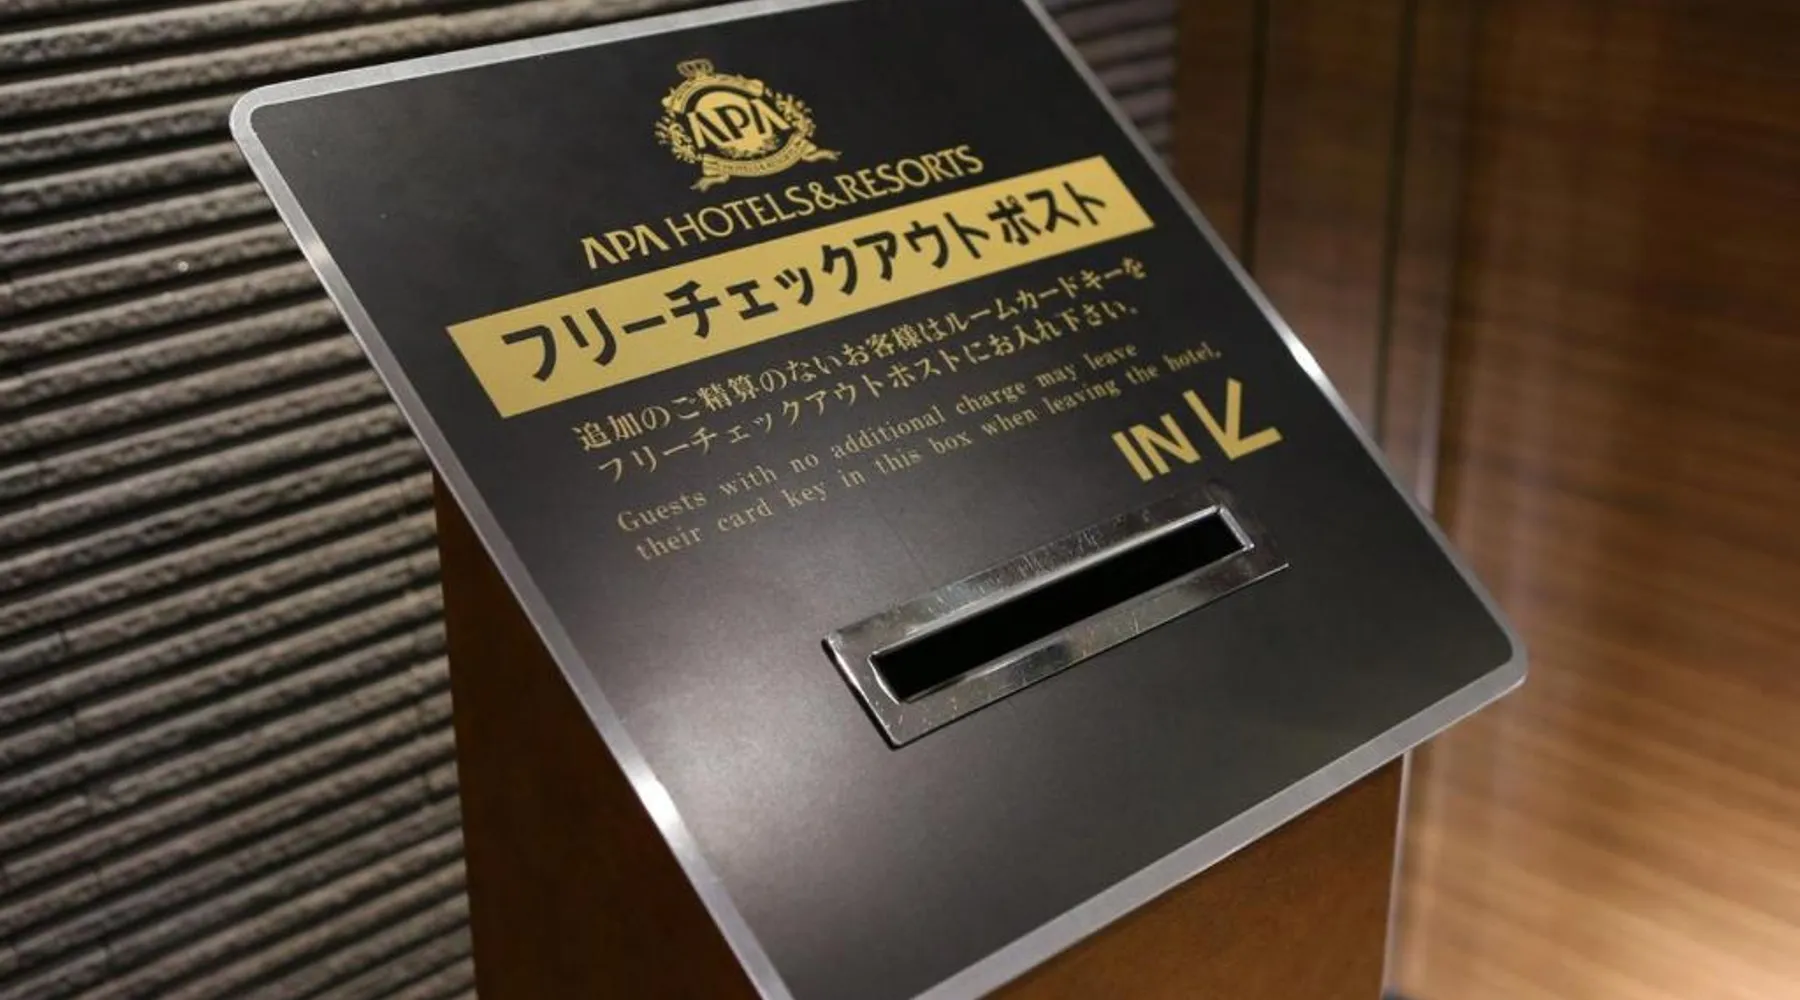 APA
APA HOTELS&RESORTS
フリーチェックアウトポスト
追加のご精算のないお客様はルームカードキーを
フリーチェックアウトポストにお入れ下さい。
Guests with no additional charge may leave
their card key in this box when leaving the hotel.
IN